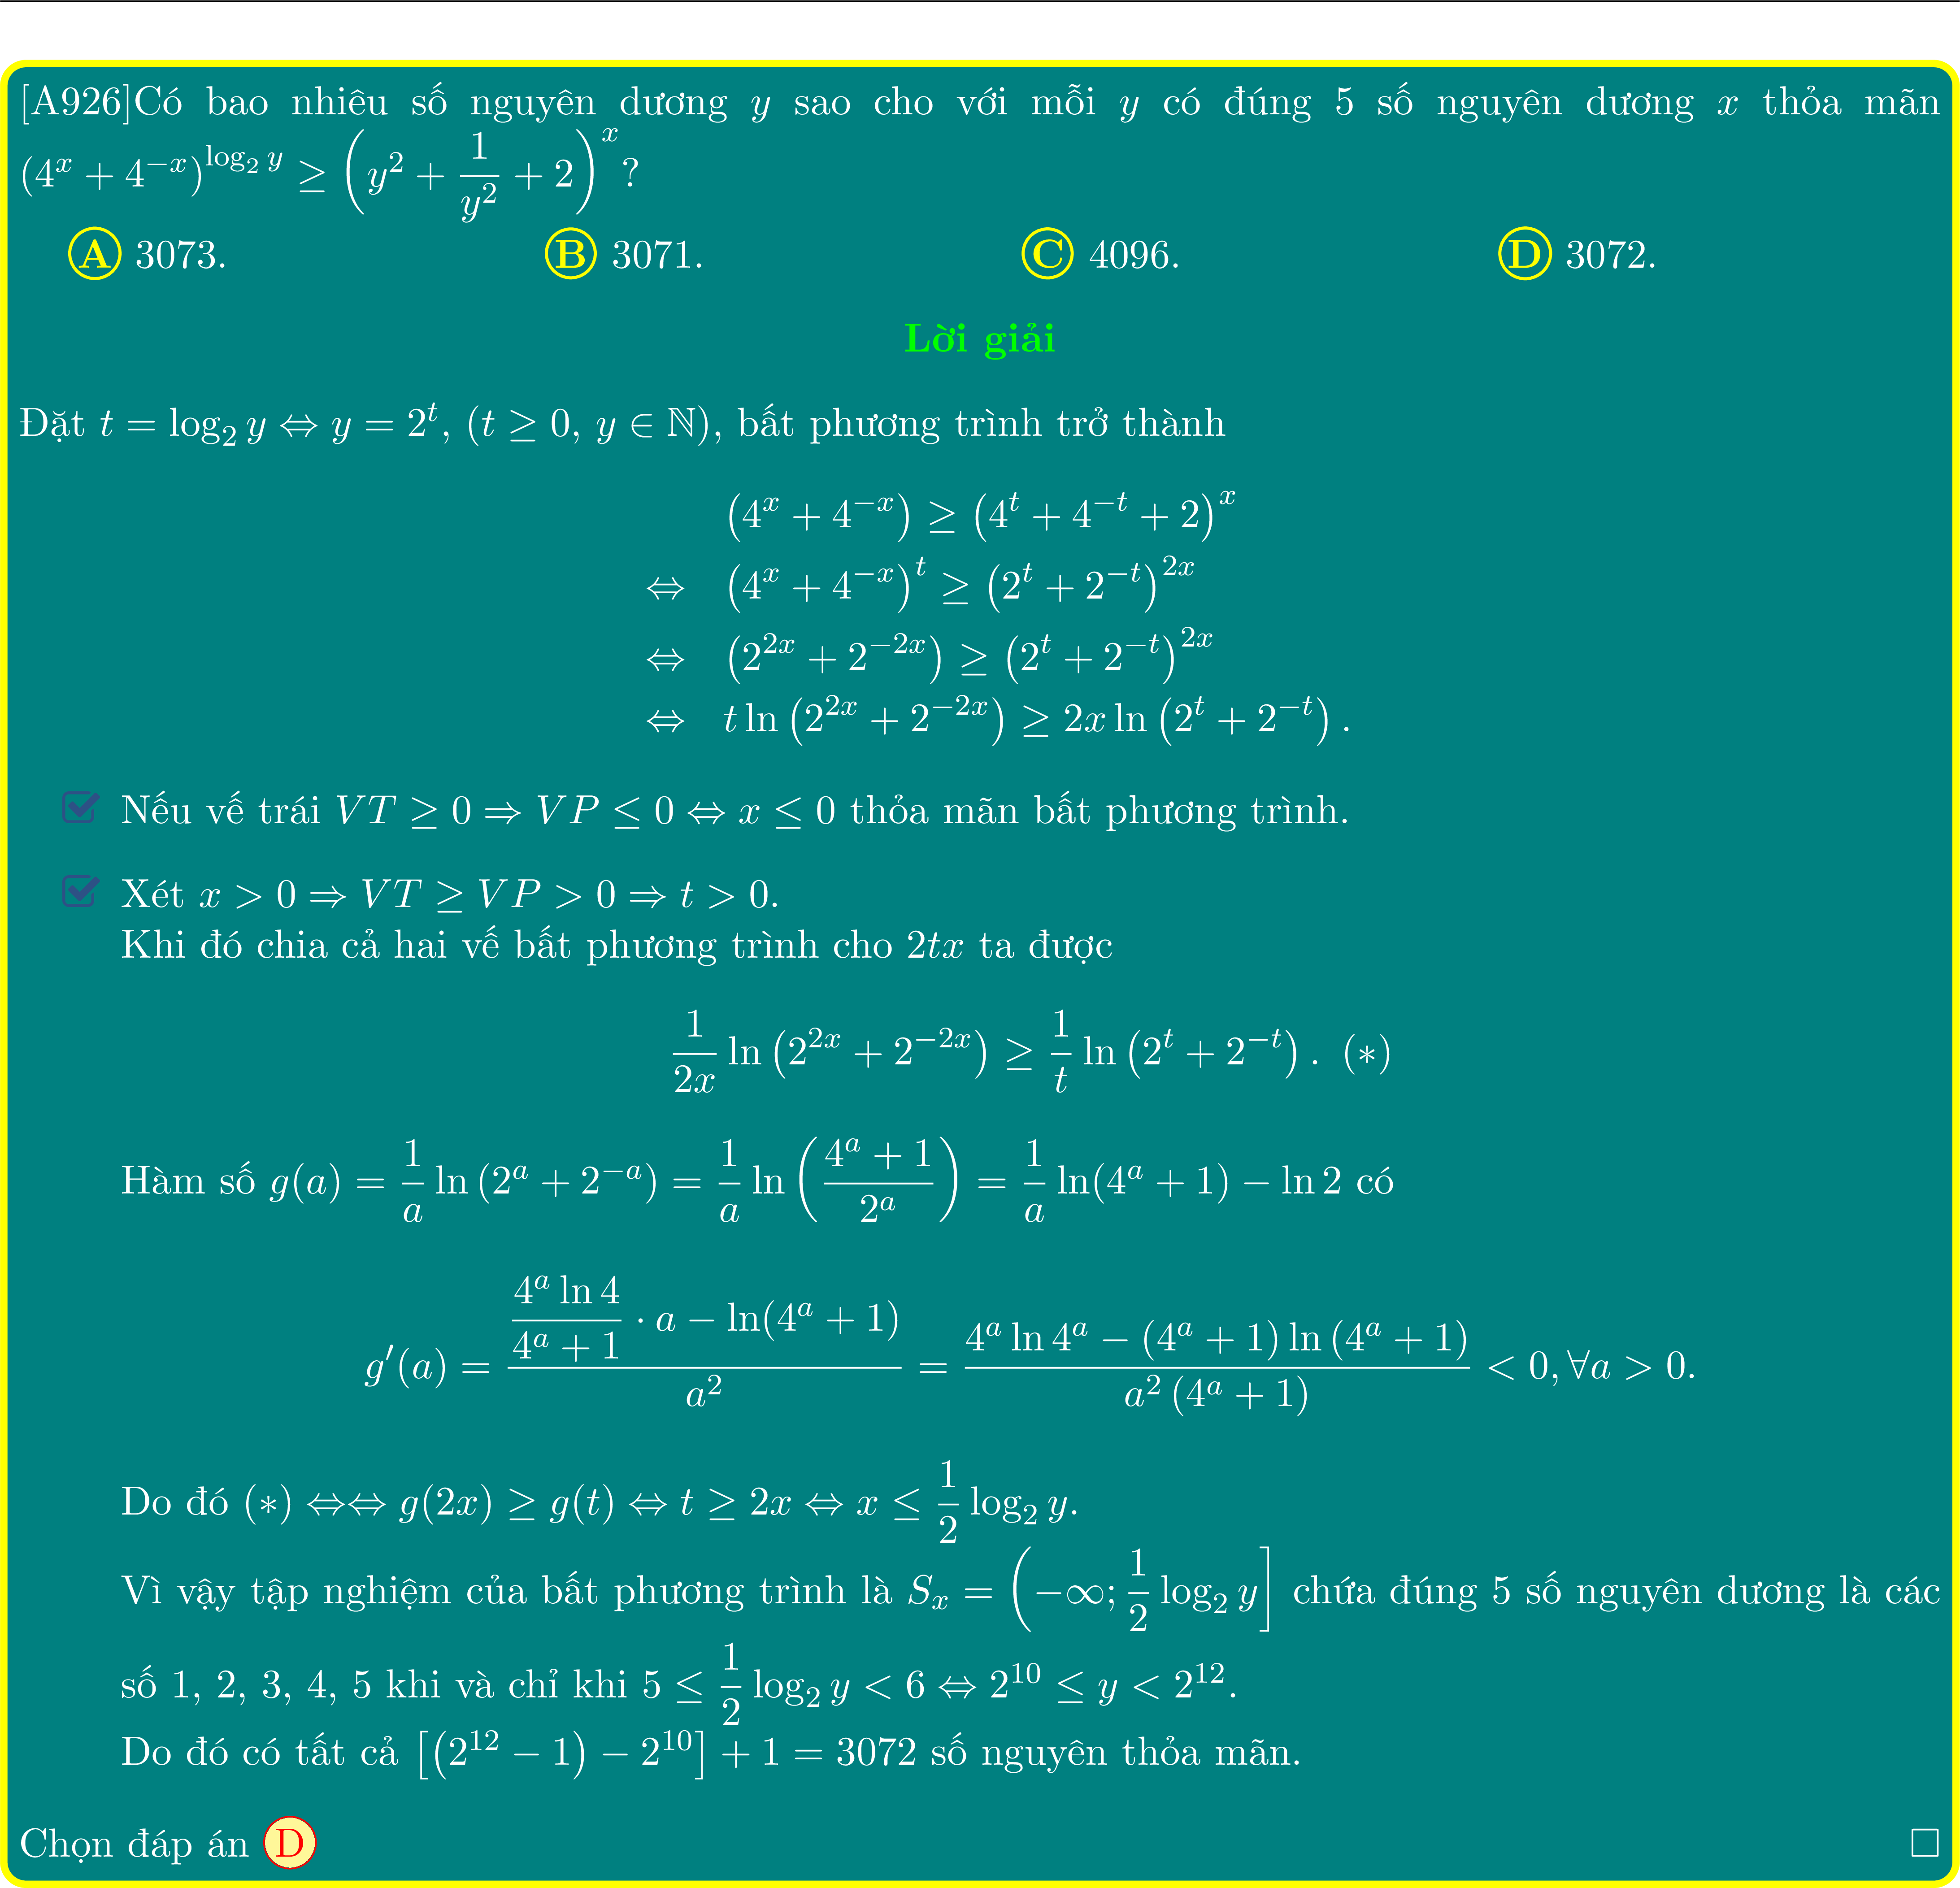 [A926]Có bao nhiêu số nguyên dương y sao cho với mỗi y có đúng 5 số nguyên dương x thỏa mãn
$(4^x + 4^{-x})^{\log_2 y} \geq \left(y^2 + \frac{1}{y^2} + 2\right)^x$?
A 3073. B 3071. C 4096. D 3072.
Lời giải
Đặt $t = \log_2 y \Leftrightarrow y = 2^t$, ($t \geq 0$, $y \in \mathbb{N}$), bất phương trình trở thành
$\left(4^x + 4^{-x}\right) \geq \left(4^t + 4^{-t} + 2\right)^x$
$\Leftrightarrow \left(4^x + 4^{-x}\right)^t \geq \left(2^t + 2^{-t}\right)^{2x}$
$\Leftrightarrow \left(2^{2x} + 2^{-2x}\right) \geq \left(2^t + 2^{-t}\right)^{2x}$
$\Leftrightarrow t \ln \left(2^{2x} + 2^{-2x}\right) \geq 2x \ln \left(2^t + 2^{-t}\right).$
Nếu vế trái $VT \geq 0 \Rightarrow VP \leq 0 \Leftrightarrow x \leq 0$ thỏa mãn bất phương trình.
Xét $x > 0 \Rightarrow VT \geq VP > 0 \Rightarrow t > 0$.
Khi đó chia cả hai vế bất phương trình cho $2tx$ ta được
$\frac{1}{2x} \ln \left(2^{2x} + 2^{-2x}\right) \geq \frac{1}{t} \ln \left(2^t + 2^{-t}\right).$ (∗)
Hàm số $g(a) = \frac{1}{a} \ln \left(2^a + 2^{-a}\right) = \frac{1}{a} \ln \left(\frac{4^a + 1}{2^a}\right) = \frac{1}{a} \ln(4^a + 1) - \ln 2$ có
$g'(a) = \frac{\frac{4^a \ln 4}{4^a + 1} \cdot a - \ln(4^a + 1)}{a^2} = \frac{4^a \ln 4^a - (4^a + 1) \ln (4^a + 1)}{a^2 (4^a + 1)} < 0, \forall a > 0.$
Do đó (∗) $\Leftrightarrow\Leftrightarrow g(2x) \geq g(t) \Leftrightarrow t \geq 2x \Leftrightarrow x \leq \frac{1}{2} \log_2 y$.
Vì vậy tập nghiệm của bất phương trình là $S_x = \left(-\infty; \frac{1}{2} \log_2 y\right]$ chứa đúng 5 số nguyên dương là các
số 1, 2, 3, 4, 5 khi và chỉ khi $5 \leq \frac{1}{2} \log_2 y < 6 \Leftrightarrow 2^{10} \leq y < 2^{12}$.
Do đó có tất cả $\left[\left(2^{12} - 1\right) - 2^{10}\right] + 1 = 3072$ số nguyên thỏa mãn.
Chọn đáp án D □